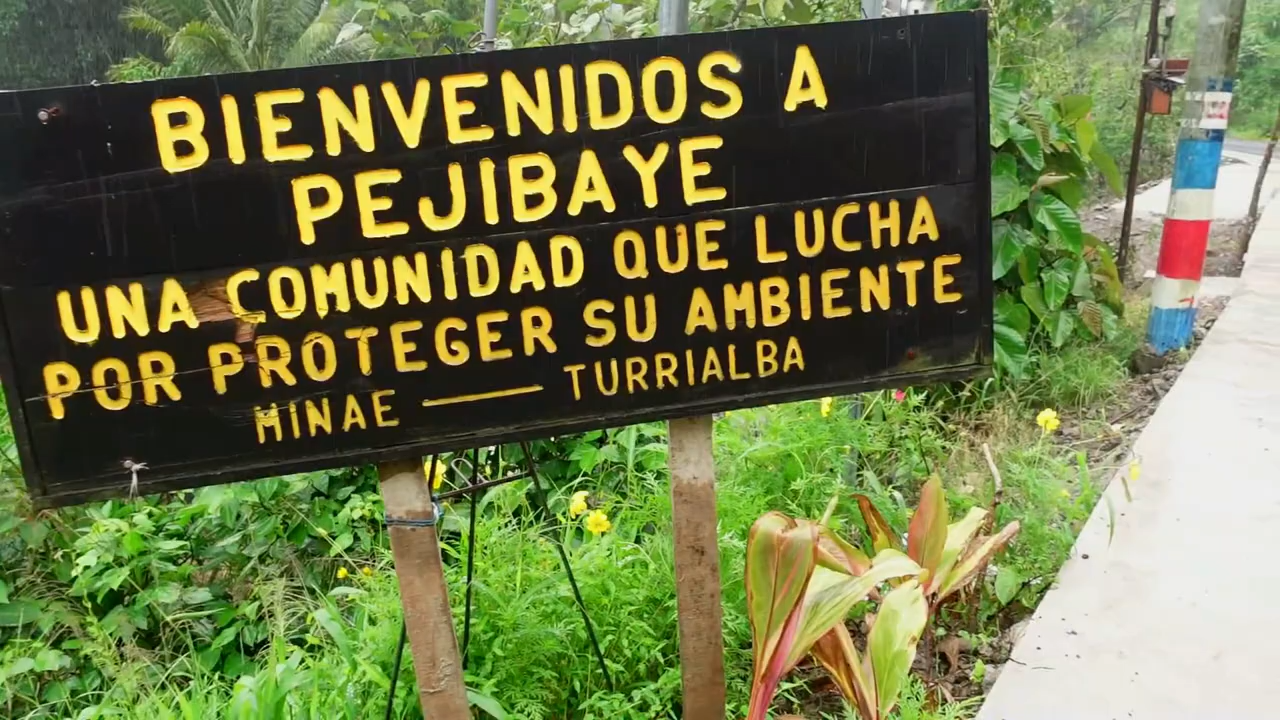 BIENVENIDOS A
PEJIBAYE
UNA COMUNIDAD QUE LUCHA
POR PROTEGER SU AMBIENTE
MINAE — TURRIALBA